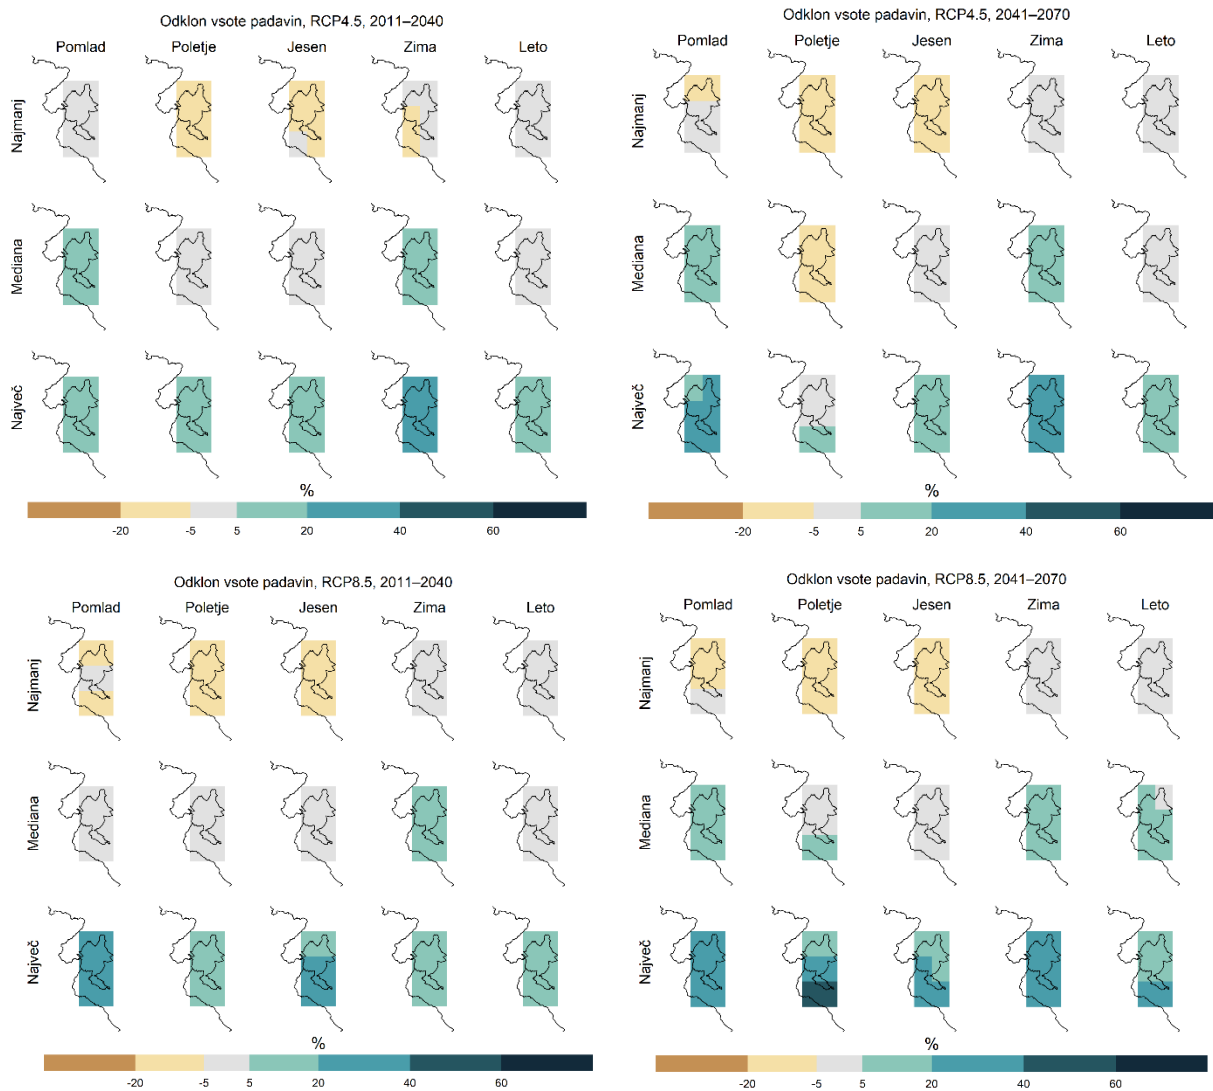 Odklon vsote padavin, RCP4.5, 2011–2040
Pomlad Poletje Jesen Zima Leto
Najmanj
Mediana
Največ
%
-20 -5 5 20 40 60
Odklon vsote padavin, RCP4.5, 2041–2070
Pomlad Poletje Jesen Zima Leto
Najmanj
Mediana
Največ
%
-20 -5 5 20 40 60
Odklon vsote padavin, RCP8.5, 2011–2040
Pomlad Poletje Jesen Zima Leto
Najmanj
Mediana
Največ
%
-20 -5 5 20 40 60
Odklon vsote padavin, RCP8.5, 2041–2070
Pomlad Poletje Jesen Zima Leto
Najmanj
Mediana
Največ
%
-20 -5 5 20 40 60